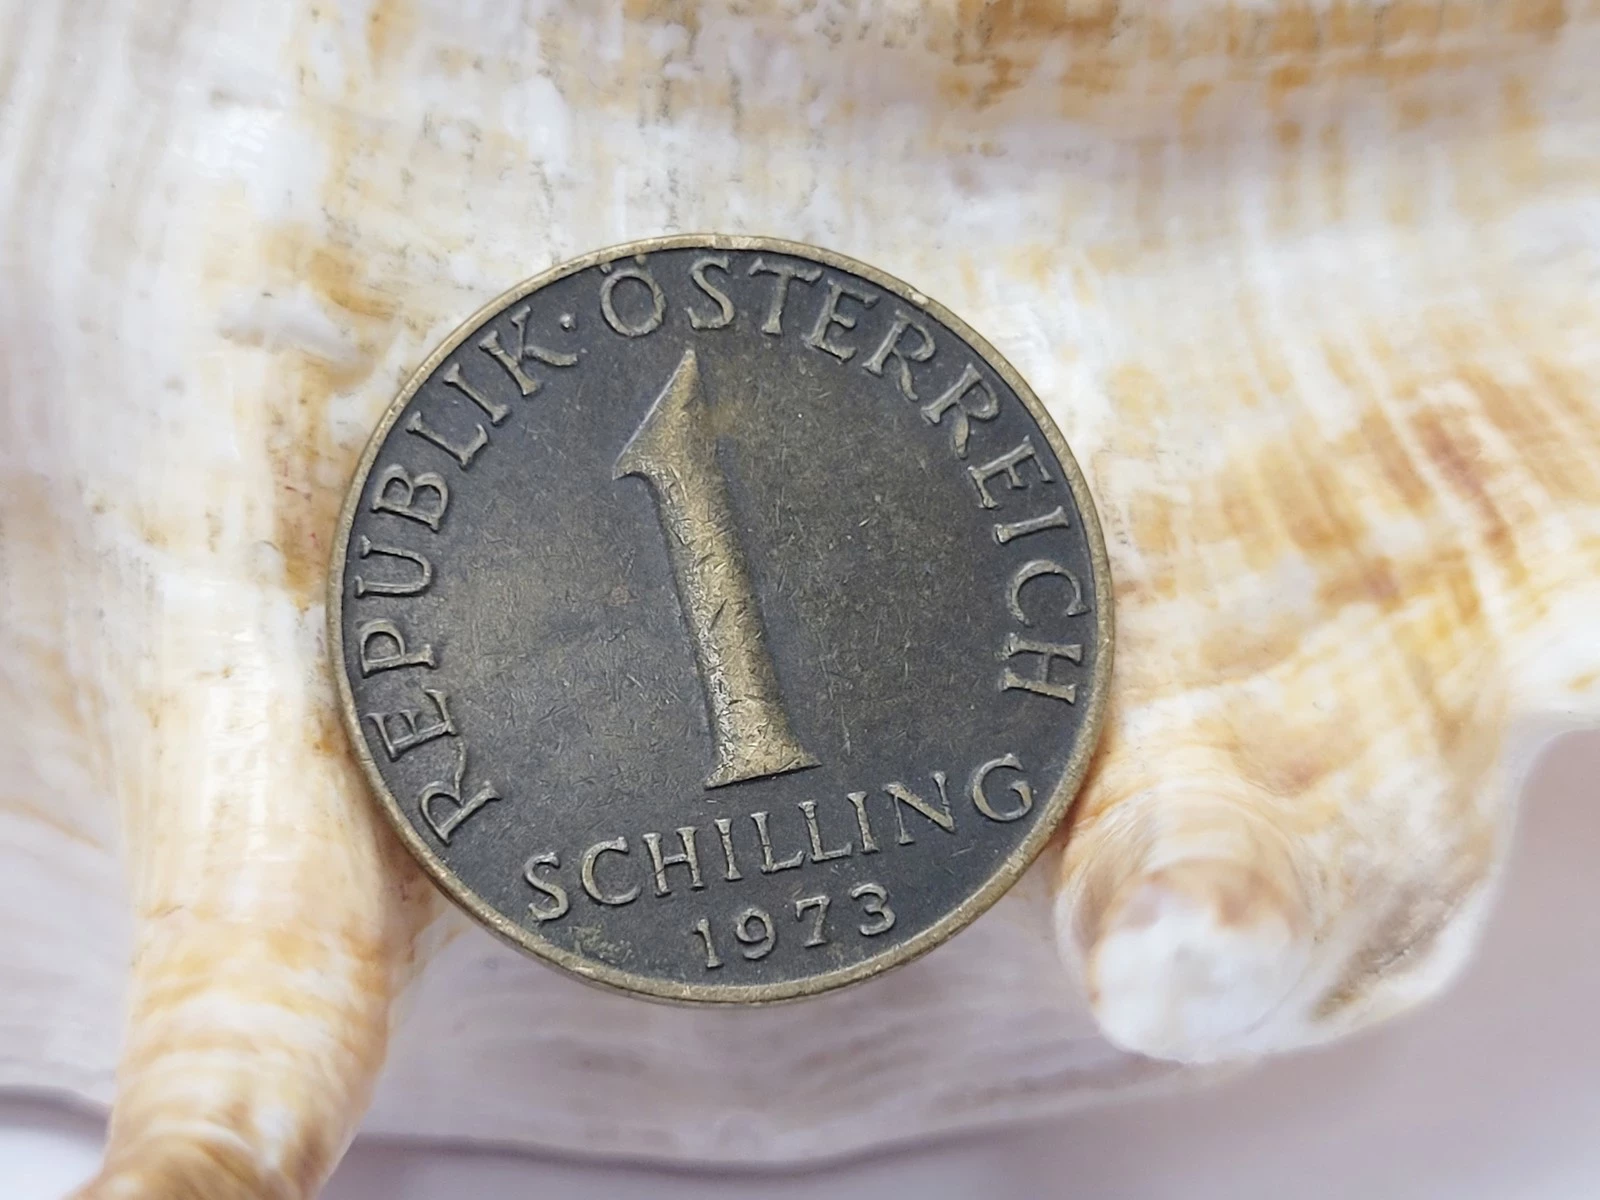 REPUBLIK·ÖSTERREICH
1
SCHILLING
1973